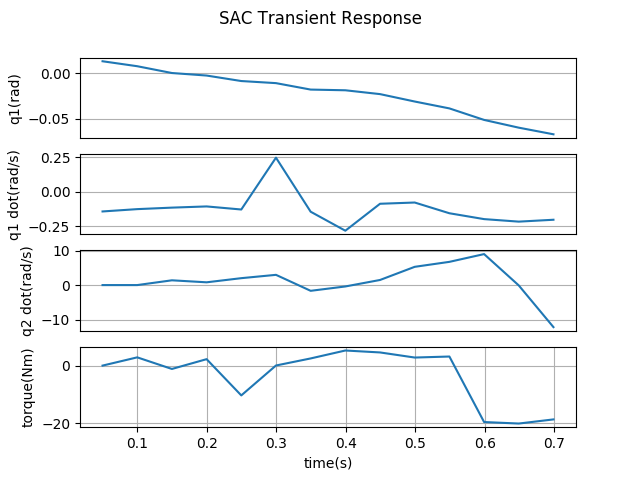 SAC Transient Response
q1(rad)
0.00
−0.05
q1 dot(rad/s)
0.25
0.00
−0.25
q2 dot(rad/s)
10
0
−10
torque(Nm)
0
−20
0.1 0.2 0.3 0.4 0.5 0.6 0.7
time(s)